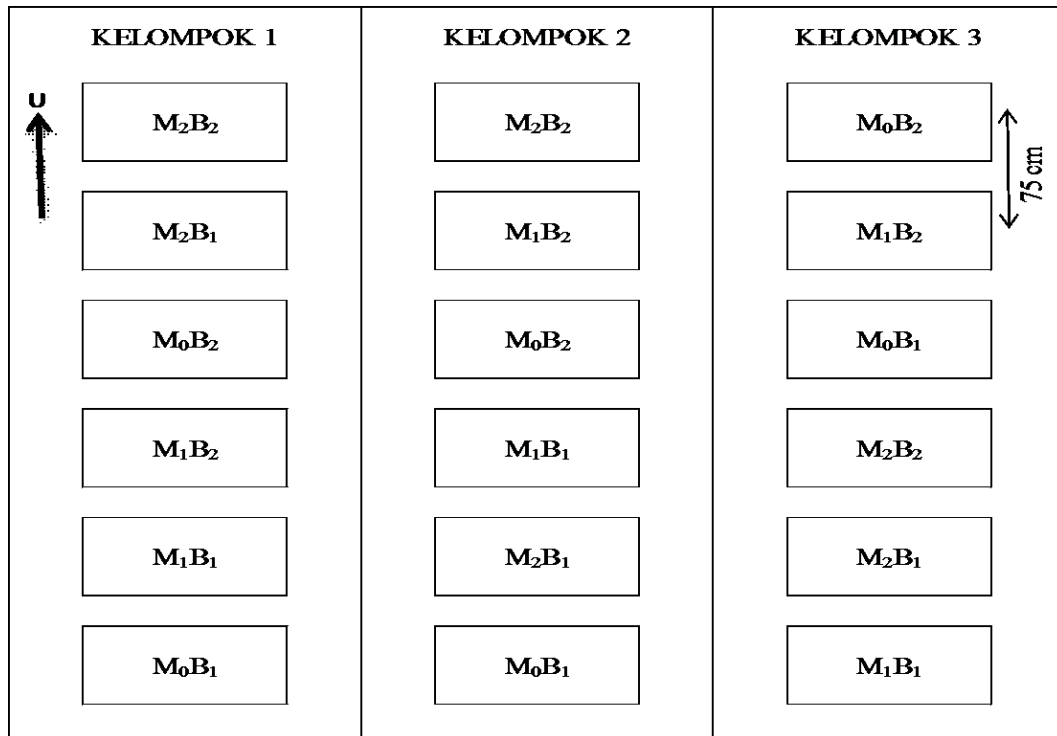 KELOMPOK 1
U
M₂B₂
M₂B₁
M₀B₂
M₁B₂
M₁B₁
M₀B₁
KELOMPOK 2
M₂B₂
M₁B₂
M₀B₂
M₁B₁
M₂B₁
M₀B₁
KELOMPOK 3
M₀B₂
75 cm
M₁B₂
M₀B₁
M₂B₂
M₂B₁
M₁B₁